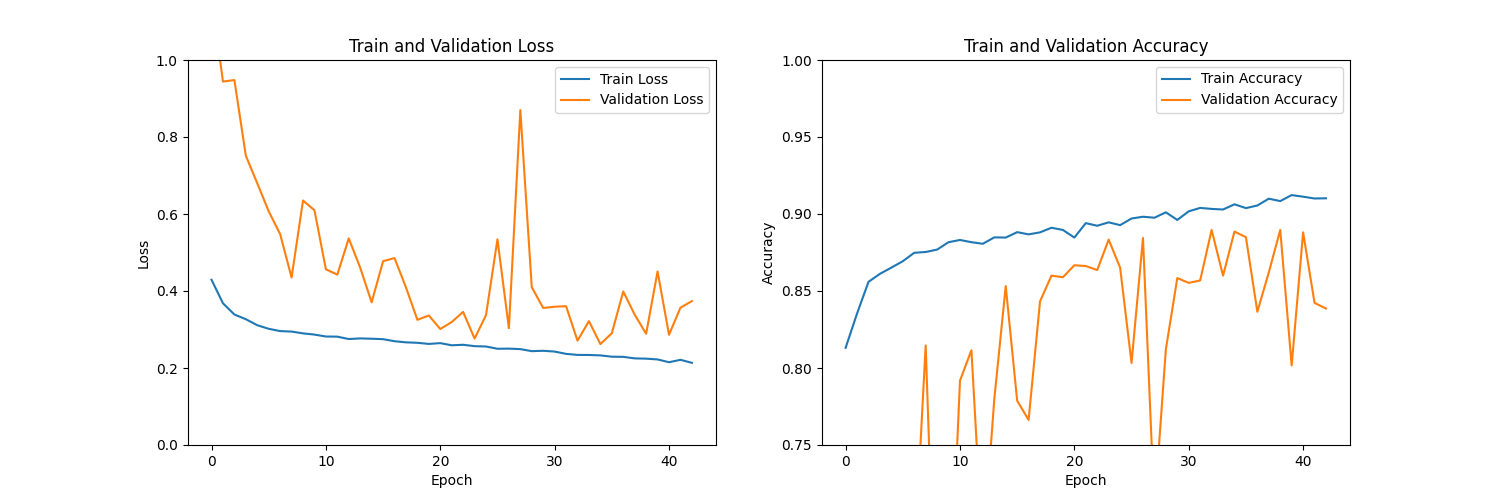 Train and Validation Loss
1.0
0.8
0.6
0.4
0.2
0.0
Loss
Train Loss
Validation Loss
0
10
20
30
40
Epoch
Train and Validation Accuracy
1.00
0.95
0.90
0.85
0.80
0.75
Accuracy
Train Accuracy
Validation Accuracy
0
10
20
30
40
Epoch